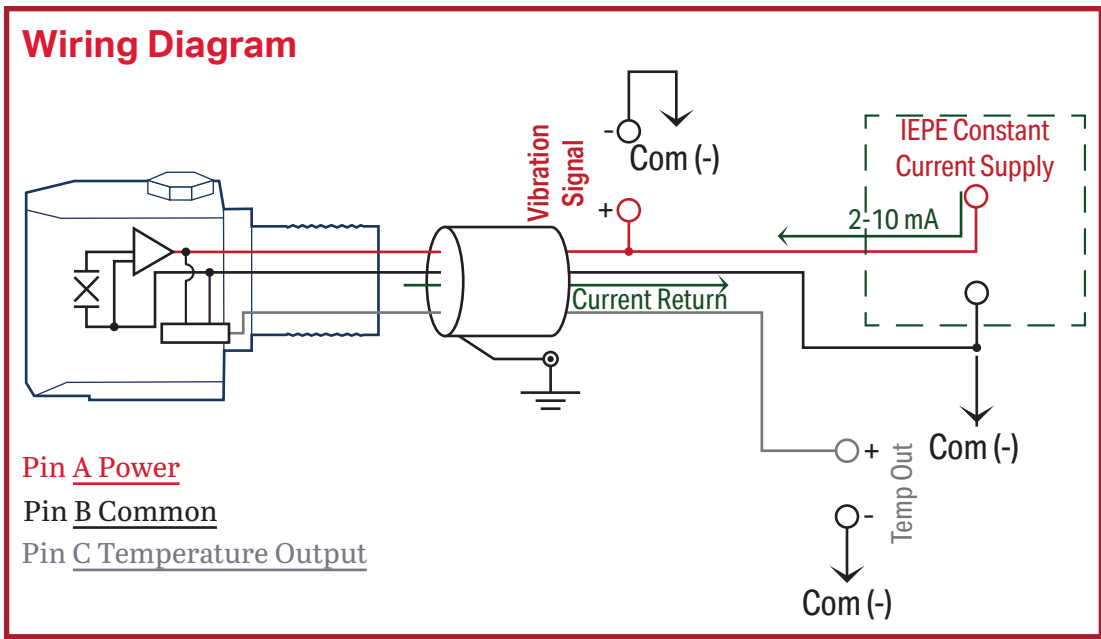 Wiring Diagram
Vibration
Signal
-
Com (-)
+
IEPE Constant
Current Supply
2-10 mA
Current Return
+
Temp Out
-
Com (-)
Com (-)
Pin A Power
Pin B Common
Pin C Temperature Output